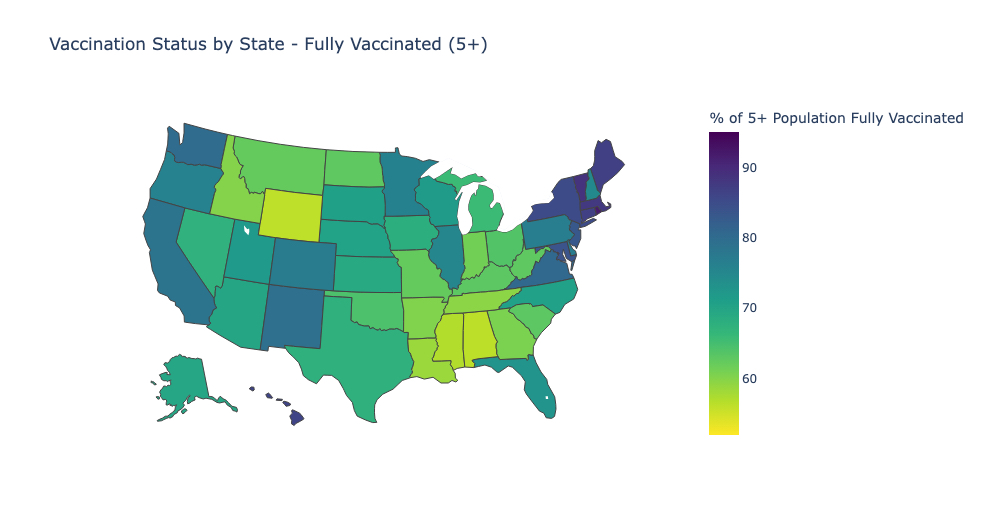 Vaccination Status by State - Fully Vaccinated (5+)
% of 5+ Population Fully Vaccinated
90
80
70
60